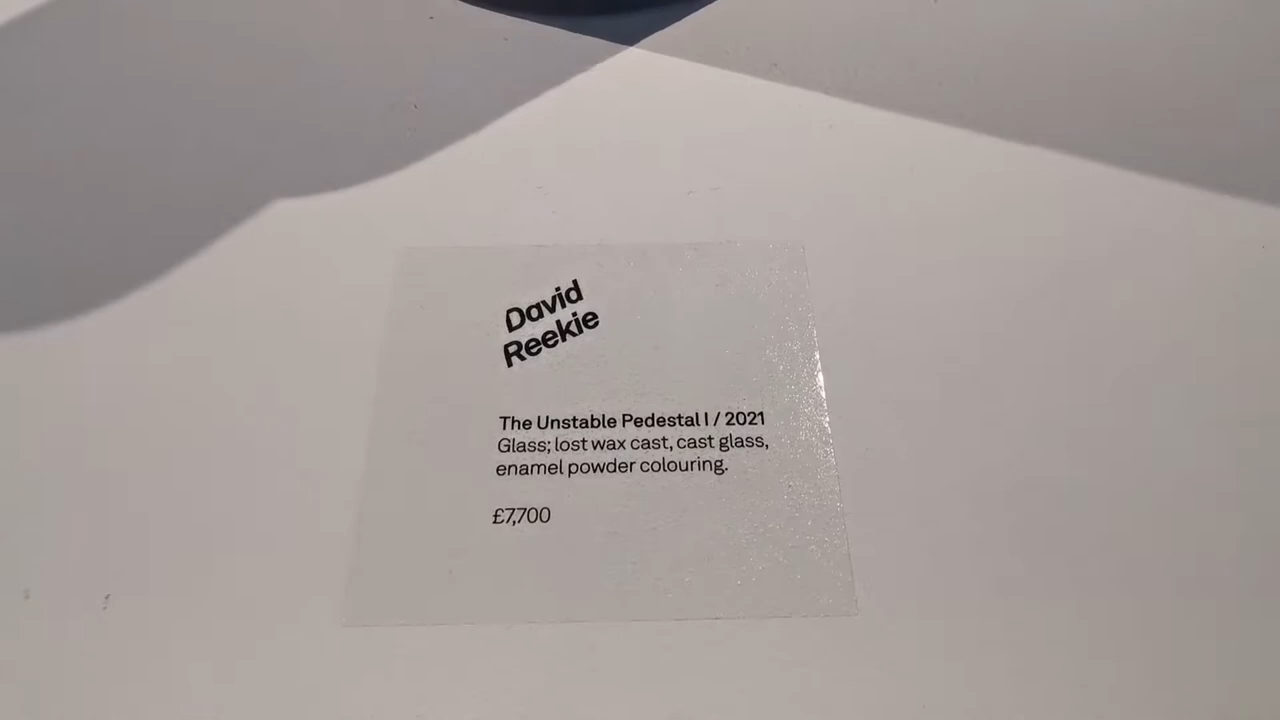 David
Reekie
The Unstable Pedestal I / 2021
Glass; lost wax cast, cast glass,
enamel powder colouring.
£7,700